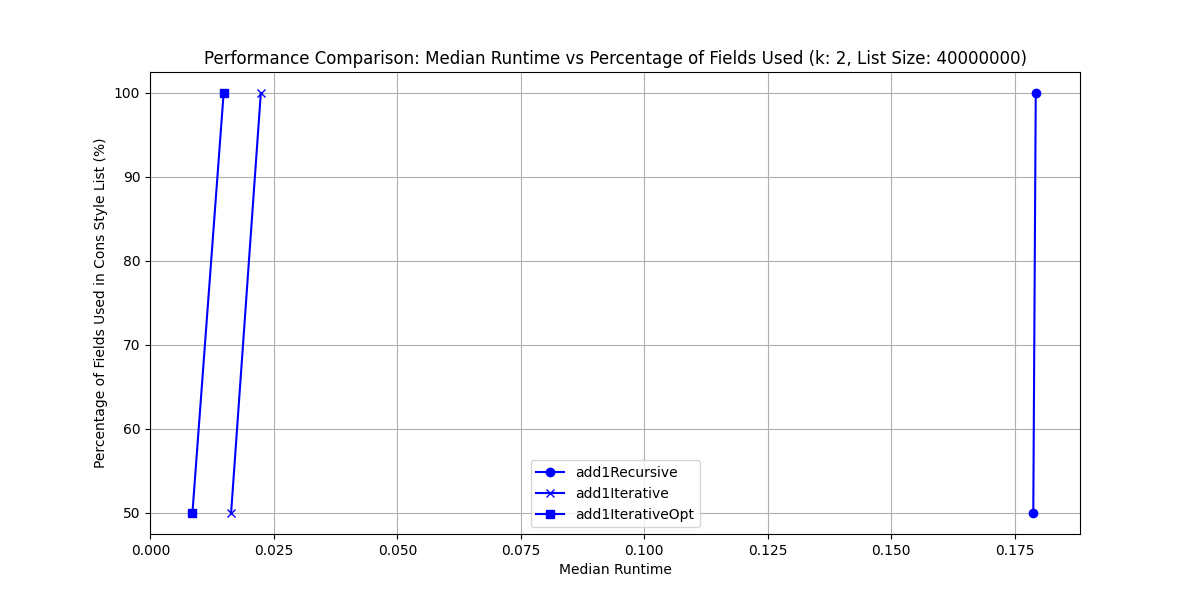 Performance Comparison: Median Runtime vs Percentage of Fields Used (k: 2, List Size: 40000000)
Percentage of Fields Used in Cons Style List (%)
100
90
80
70
60
50
add1Recursive
add1Iterative
add1IterativeOpt
0.000 0.025 0.050 0.075 0.100 0.125 0.150 0.175
Median Runtime